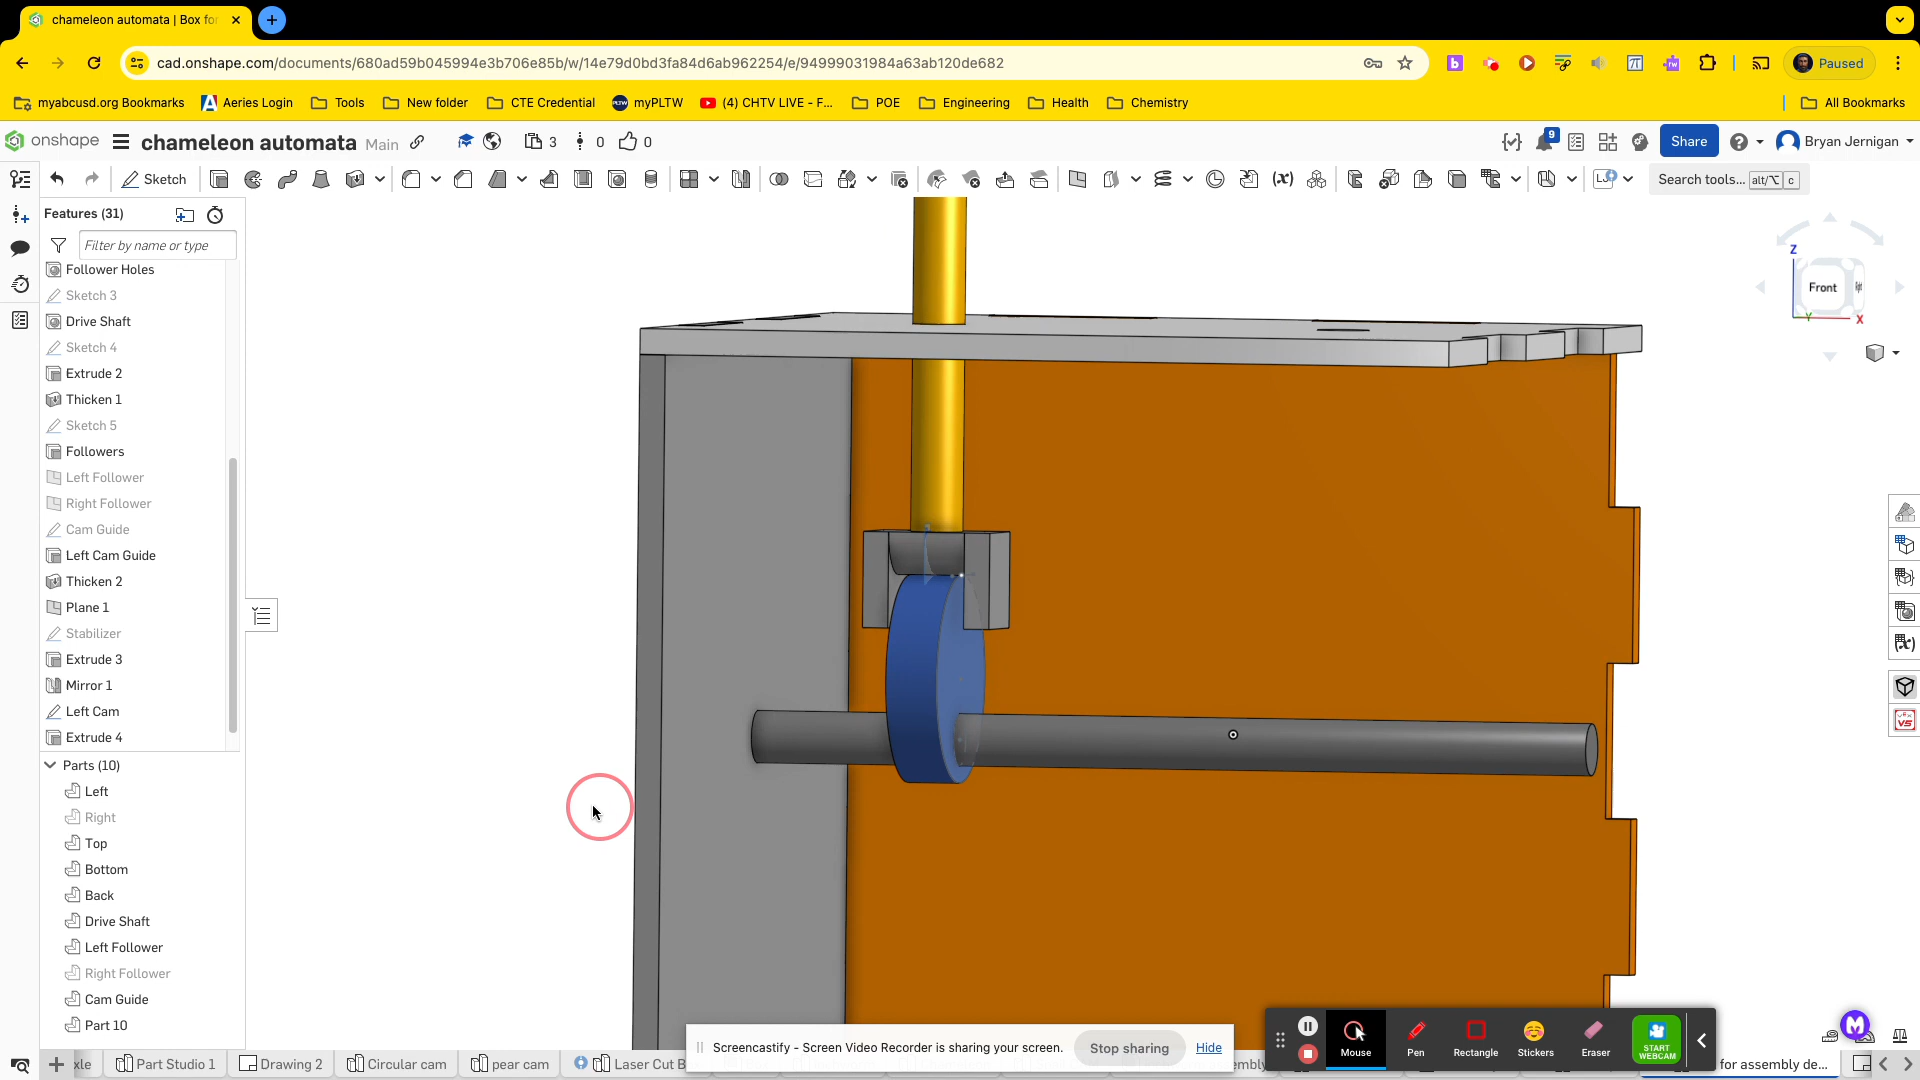 chameleon automata | Box fo
cad.onshape.com/documents/680ad59b045994e3b706e85b/w/14e79d0bd3fa84d6ab962254/e/94999031984a63ab120de682
Paused
myabcusd.org Bookmarks
Aeries Login
Tools
New folder
CTE Credential
myPLTW
(4) CHTV LIVE - F...
POE
Engineering
Health
Chemistry
All Bookmarks
onshape
chameleon automata
Main
3
0
0
9
Share
Bryan Jernigan
Sketch
Search tools... alt/⌥ c
Features (31)
Filter by name or type
Follower Holes
Sketch 3
Drive Shaft
Sketch 4
Extrude 2
Thicken 1
Sketch 5
Followers
Left Follower
Right Follower
Cam Guide
Left Cam Guide
Thicken 2
Plane 1
Stabilizer
Extrude 3
Mirror 1
Left Cam
Extrude 4
Parts (10)
Left
Right
Top
Bottom
Back
Drive Shaft
Left Follower
Right Follower
Cam Guide
Part 10
Z
Front
X
Y
Screencastify - Screen Video Recorder is sharing your screen.
Stop sharing
Hide
Mouse
Pen
Rectangle
Stickers
Eraser
START
WEBCAM
xle
Part Studio 1
Drawing 2
Circular cam
pear cam
Laser Cut B
embly
for assembly de...